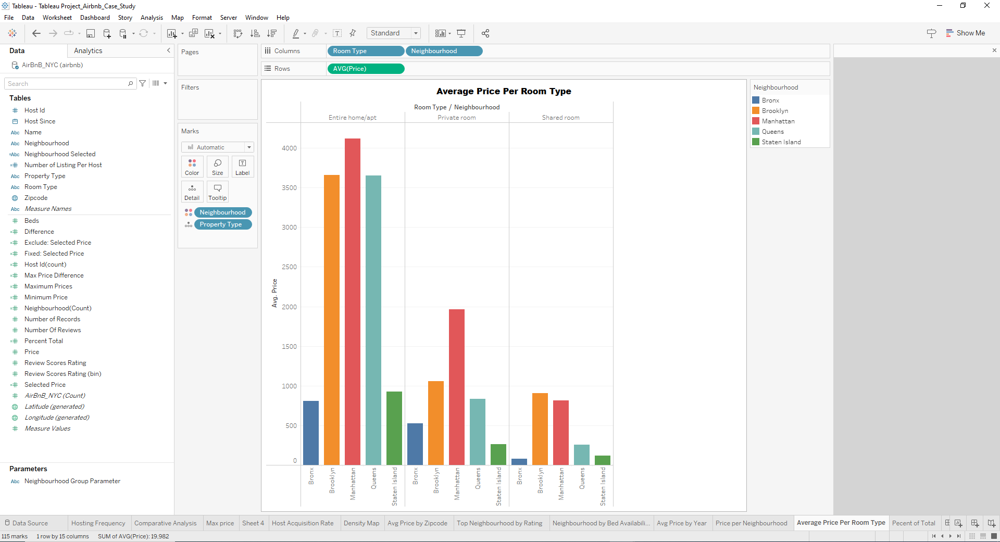 Tableau - Tableau Project_Airbnb_Case_Study
File Data Worksheet Dashboard Story Analysis Map Format Server Window Help
Standard
Show Me
Data Analytics
AirBnB_NYC (airbnb)
Search
Tables
Host Id
Host Since
Abc Name
Abc Neighbourhood
=Abc Neighbourhood Selected
Number of Listing Per Host
Abc Property Type
Abc Room Type
Zipcode
Abc Measure Names
Beds
Difference
Exclude: Selected Price
Fixed: Selected Price
Host Id(count)
Max Price Difference
Maximum Prices
Minimum Price
Neighbourhood(Count)
Number of Records
Number Of Reviews
Percent Total
Price
Review Scores Rating
Review Scores Rating (bin)
Selected Price
AirBnB_NYC (Count)
Latitude (generated)
Longitude (generated)
Measure Values
Parameters
Abc Neighbourhood Group Parameter
Pages
Filters
Marks
Automatic
Color Size Label
Detail Tooltip
Neighbourhood
Property Type
Columns Room Type Neighbourhood
Rows AVG(Price)
Average Price Per Room Type
Room Type / Neighbourhood
Entire home/apt Private room Shared room
Avg. Price
4000
3500
3000
2500
2000
1500
1000
500
0
Bronx Brooklyn Manhattan Queens Staten Island Bronx Brooklyn Manhattan Queens Staten Island Bronx Brooklyn Manhattan Queens Staten Island
Neighbourhood
Bronx
Brooklyn
Manhattan
Queens
Staten Island
Data Source Hosting Frequency Comparative Analysis Max price Sheet 4 Host Acquisition Rate Density Map Avg Price by Zipcode Top Neighbourhood by Rating Neighbourhood by Bed Availabili... Avg Price by Year Price per Neighbourhood Average Price Per Room Type Pecent of Total
115 marks 1 row by 15 columns SUM of AVG(Price): 19,982